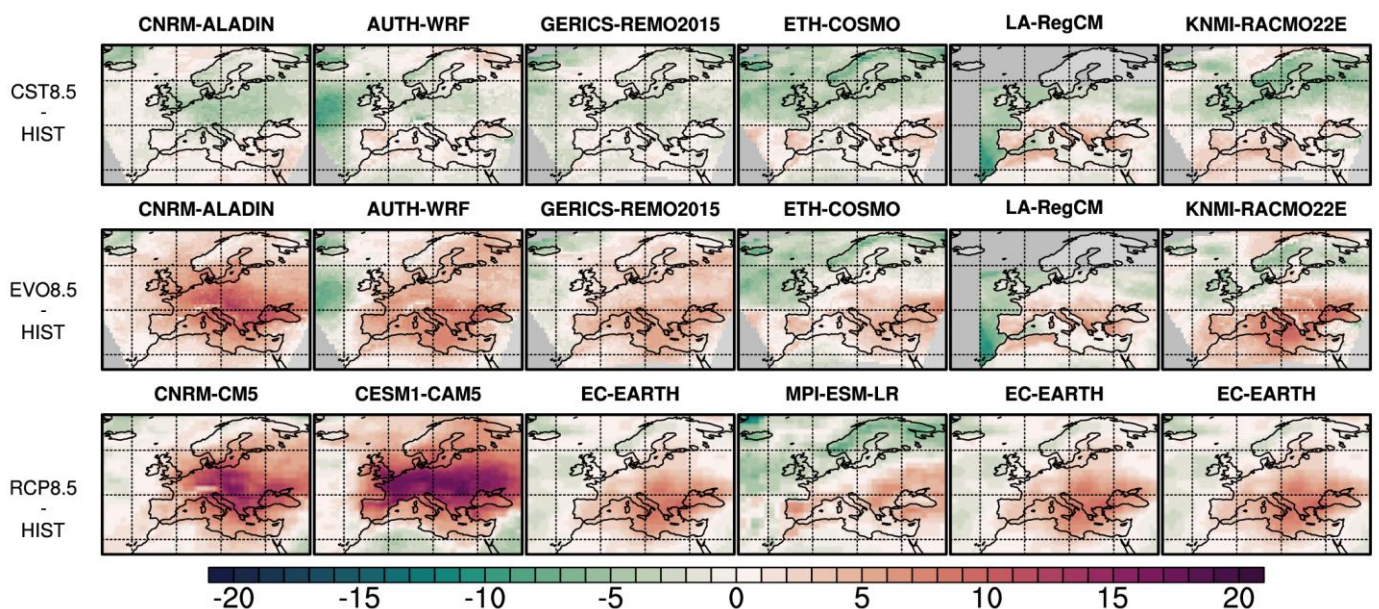 CNRM-ALADIN AUTH-WRF GERICS-REMO2015 ETH-COSMO LA-RegCM KNMI-RACMO22E
CST8.5
-
HIST
CNRM-ALADIN AUTH-WRF GERICS-REMO2015 ETH-COSMO LA-RegCM KNMI-RACMO22E
EVO8.5
-
HIST
CNRM-CM5 CESM1-CAM5 EC-EARTH MPI-ESM-LR EC-EARTH EC-EARTH
RCP8.5
-
HIST
-20 -15 -10 -5 0 5 10 15 20